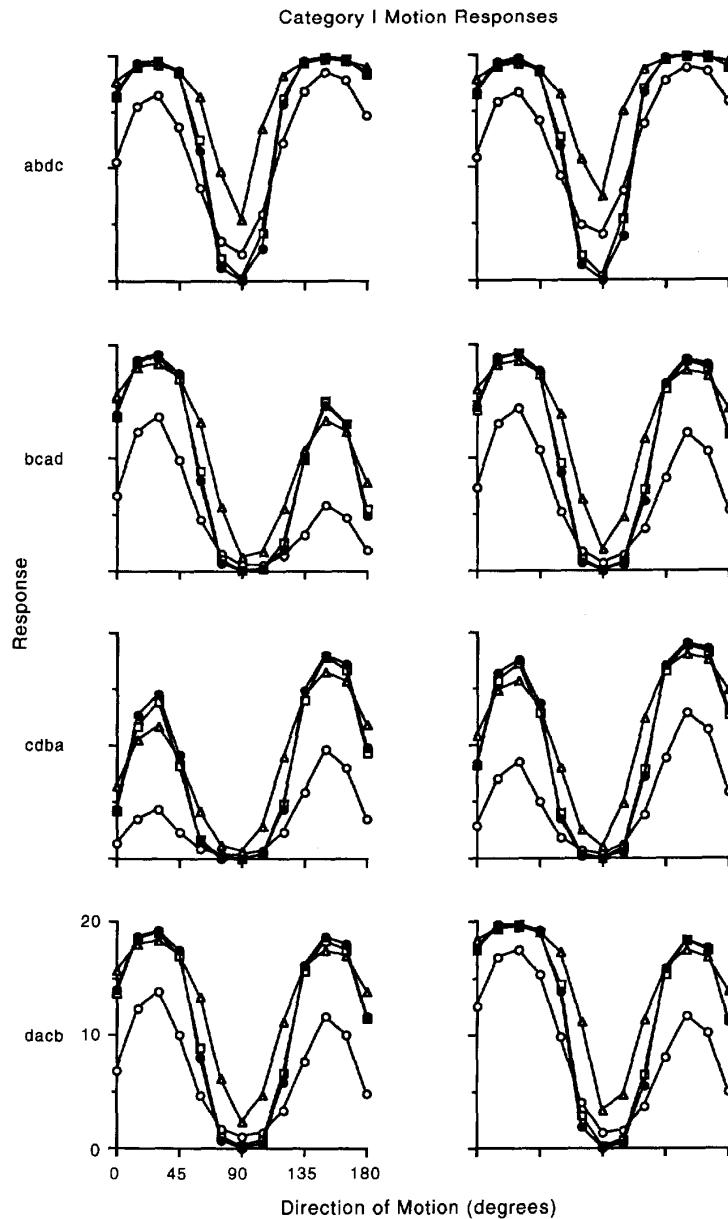 Category I Motion Responses
abdc
bcad
Response
cdba
dacb
20
10
0
0 45 90 135 180
Direction of Motion (degrees)